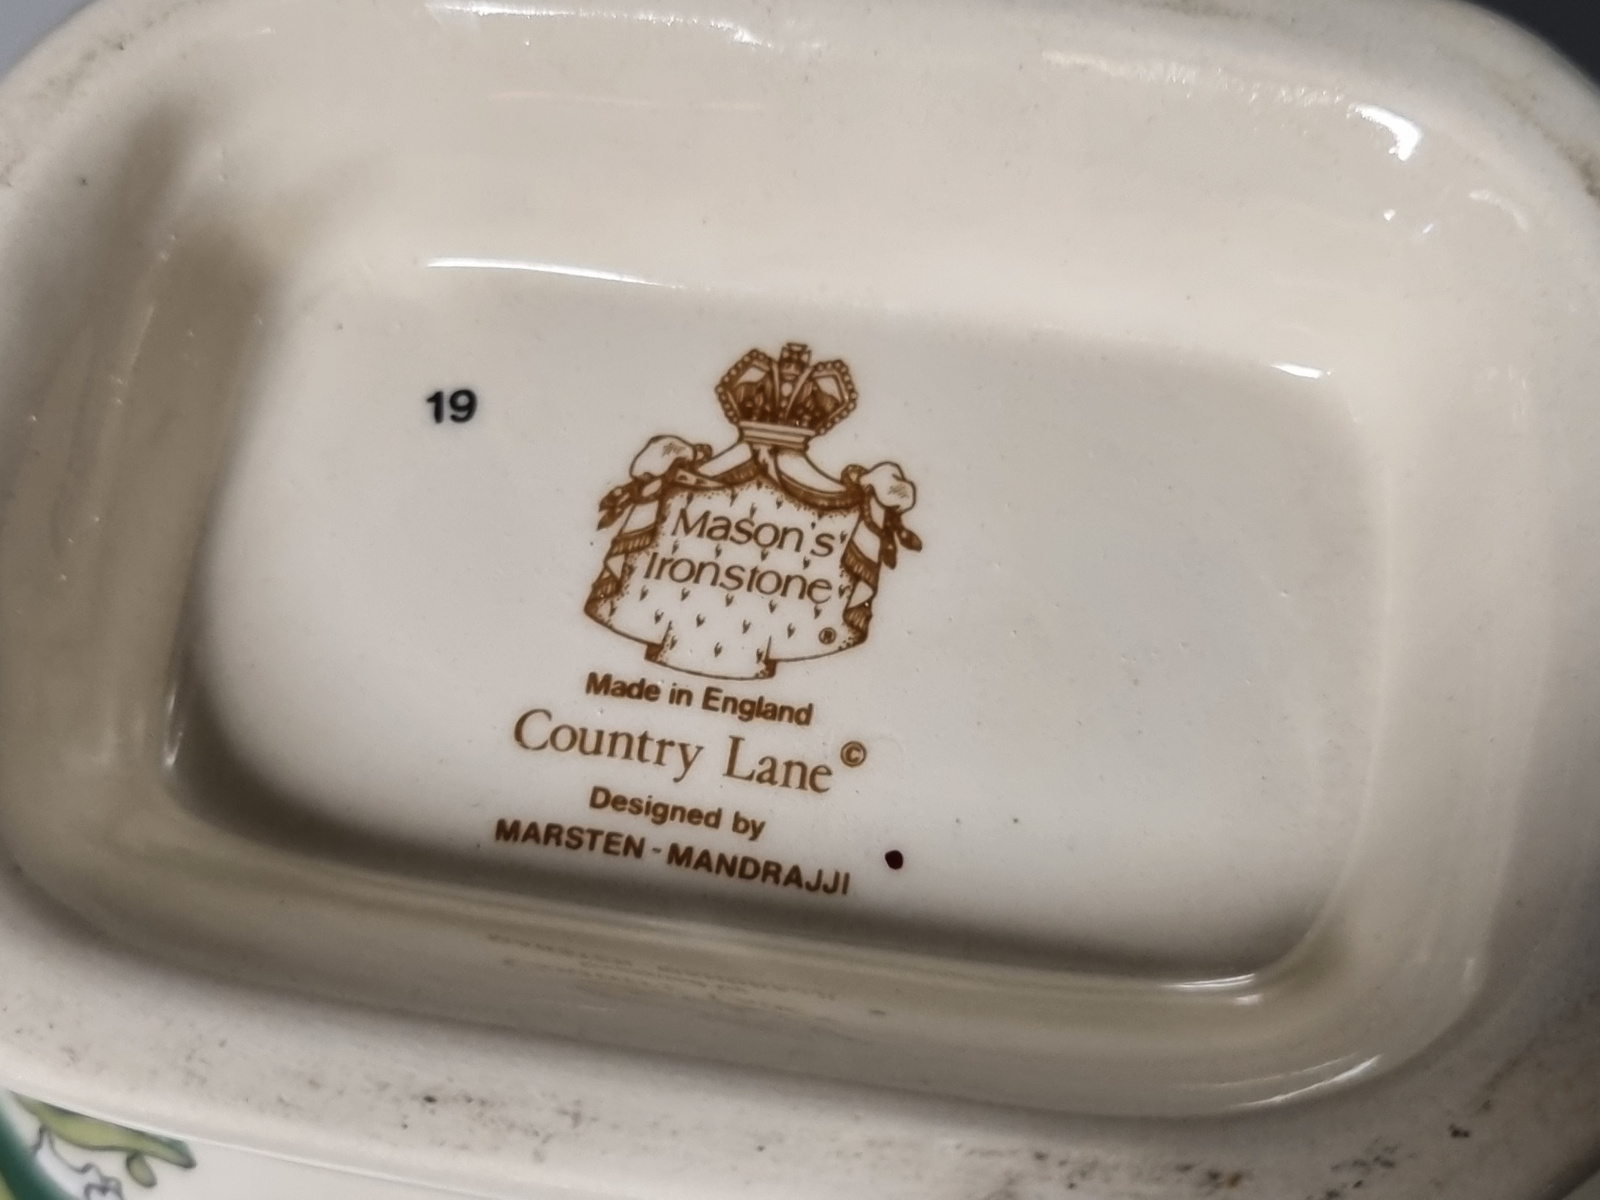 19
Mason's
Ironstone
®
Made in England
Country Lane ©
Designed by
MARSTEN - MANDRAJJI